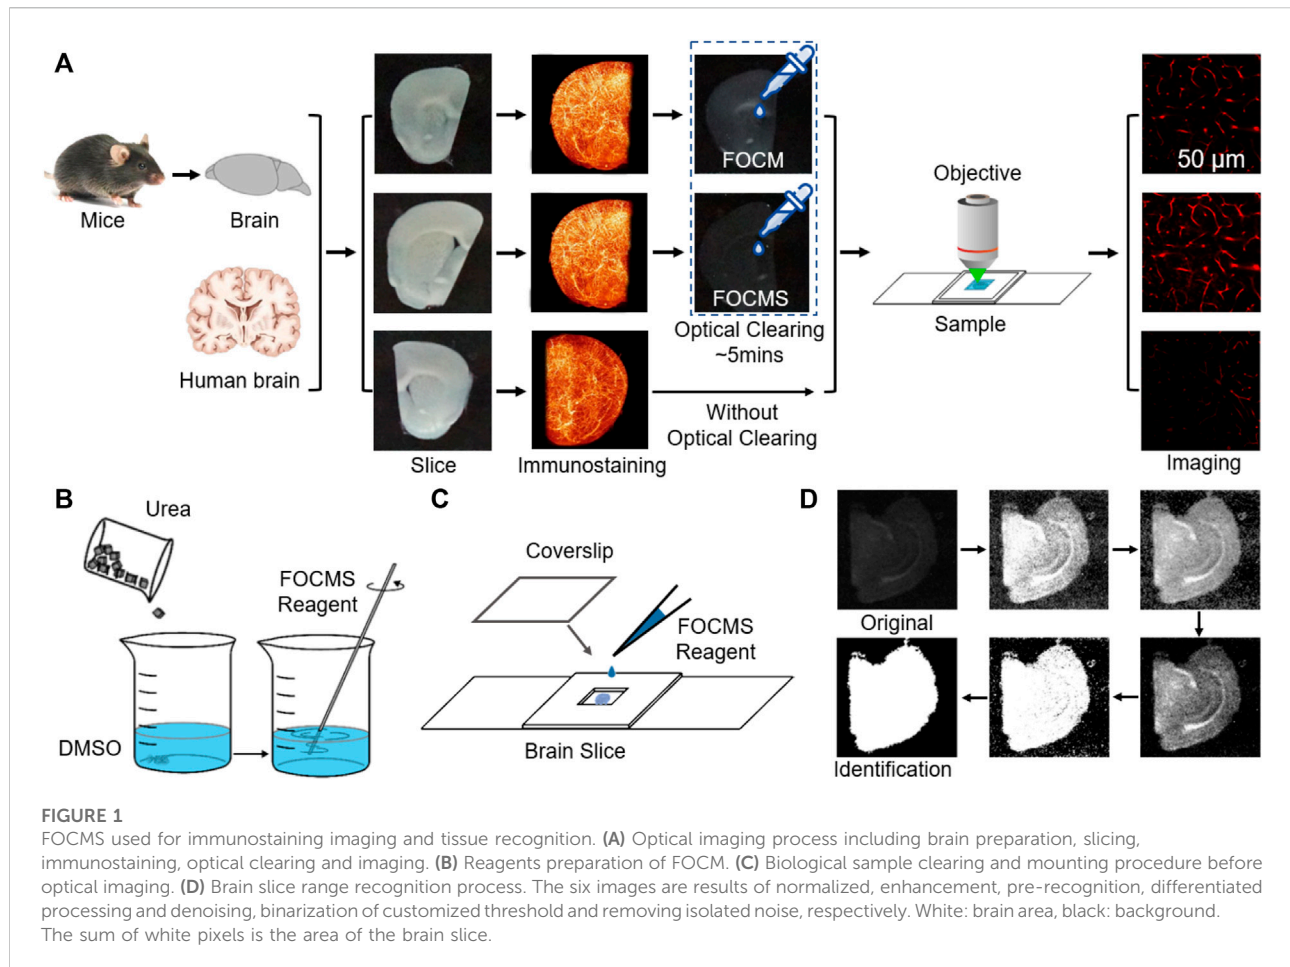 A
Mice
Brain
Human brain
Slice
Immunostaining
FOCM
FOCMS
Optical Clearing
~5mins
Without
Optical Clearing
Objective
Sample
50 μm
Imaging
B
Urea
FOCMS
Reagent
DMSO
C
Coverslip
FOCMS
Reagent
Brain Slice
D
Original
Identification
FIGURE 1
FOCMS used for immunostaining imaging and tissue recognition. (A) Optical imaging process including brain preparation, slicing,
immunostaining, optical clearing and imaging. (B) Reagents preparation of FOCM. (C) Biological sample clearing and mounting procedure before
optical imaging. (D) Brain slice range recognition process. The six images are results of normalized, enhancement, pre-recognition, differentiated
processing and denoising, binarization of customized threshold and removing isolated noise, respectively. White: brain area, black: background.
The sum of white pixels is the area of the brain slice.